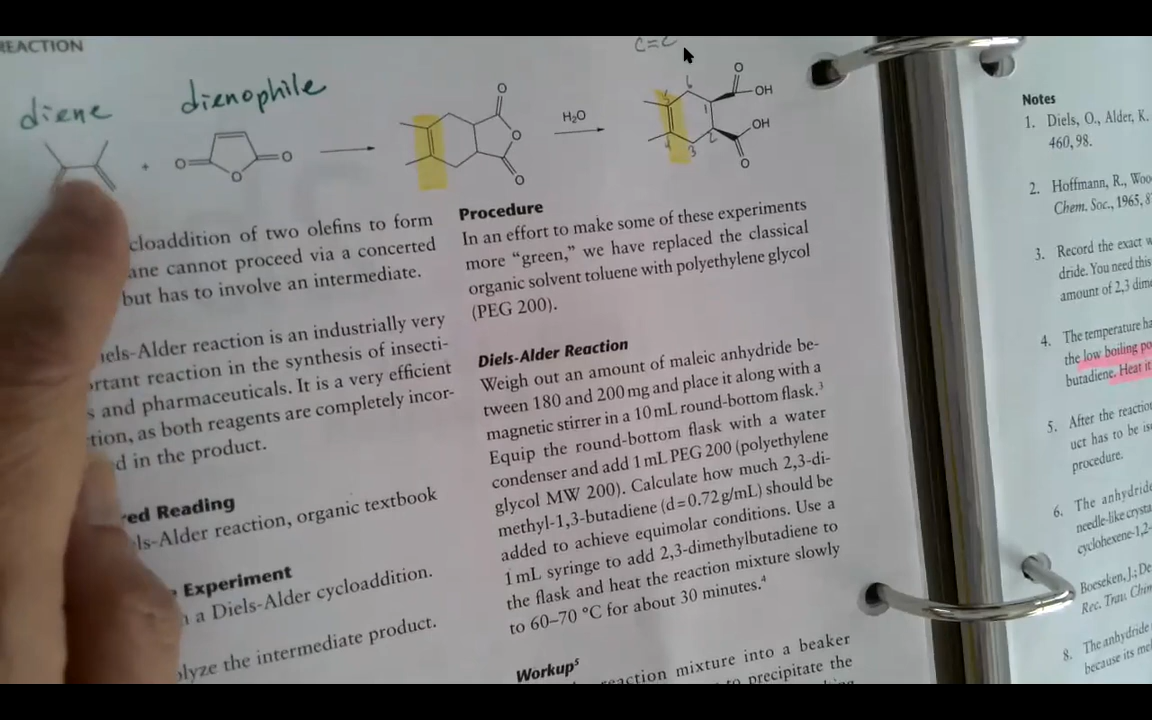 REACTION
C=C
diene
dienophile
+
O
O
O
O
O
O
H₂O
6
5
1
4
3
2
O
OH
OH
O
cloaddition of two olefins to form
ane cannot proceed via a concerted
but has to involve an intermediate.
iels-Alder reaction is an industrially very
rtant reaction in the synthesis of insecti-
s and pharmaceuticals. It is a very efficient
tion, as both reagents are completely incor-
d in the product.
ed Reading
ls-Alder reaction, organic textbook
Experiment
a Diels-Alder cycloaddition.
lyze the intermediate product.
Procedure
In an effort to make some of these experiments
more “green,” we have replaced the classical
organic solvent toluene with polyethylene glycol
(PEG 200).
Diels-Alder Reaction
Weigh out an amount of maleic anhydride be-
tween 180 and 200 mg and place it along with a
magnetic stirrer in a 10 mL round-bottom flask.³
Equip the round-bottom flask with a water
condenser and add 1 mL PEG 200 (polyethylene
glycol MW 200). Calculate how much 2,3-di-
methyl-1,3-butadiene (d=0.72 g/mL) should be
added to achieve equimolar conditions. Use a
1 mL syringe to add 2,3-dimethylbutadiene to
the flask and heat the reaction mixture slowly
to 60–70 °C for about 30 minutes.⁴
Workup⁵
reaction mixture into a beaker
to precipitate the
Notes
1. Diels, O., Alder, K.
460, 98.
2. Hoffmann, R., Woo
Chem. Soc., 1965, 8
3. Record the exact w
dride. You need this
amount of 2,3 dim
4. The temperature ha
the low boiling po
butadiene. Heat it
5. After the reactio
uct has to be is
procedure.
6. The anhydrid
needle-like crysta
cyclohexene-1,2-
Boeseken, J.; De
Rec. Trav. Chim
8. The anhydride
because its mel